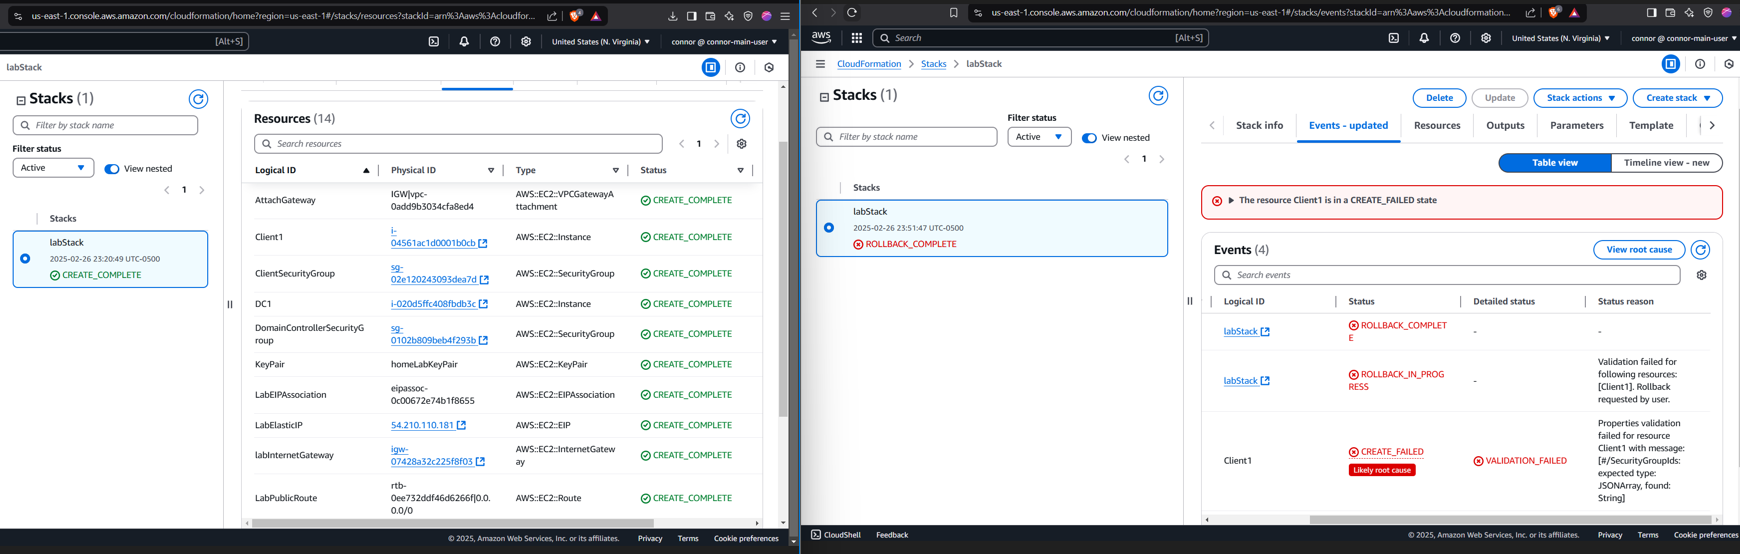 us-east-1.console.aws.amazon.com/cloudformation/home?region=us-east-1#/stacks/resources?stackId=arn%3Aaws%3Acloudfor...
[Alt+S]
United States (N. Virginia) ▼
connor @ connor-main-user ▼
labStack
Stacks (1)
Filter by stack name
Filter status
Active
View nested
1
Stacks
labStack
2025-02-26 23:20:49 UTC-0500
CREATE_COMPLETE
Resources (14)
Search resources
1
Logical ID Physical ID Type Status
AttachGateway IGW|vpc-0add9b3034cfa8ed4 AWS::EC2::VPCGatewayAttachment CREATE_COMPLETE
Client1 i-04561ac1d0001b0cb AWS::EC2::Instance CREATE_COMPLETE
ClientSecurityGroup sg-02e120243093dea7d AWS::EC2::SecurityGroup CREATE_COMPLETE
DC1 i-020d5ffc408fbdb3c AWS::EC2::Instance CREATE_COMPLETE
DomainControllerSecurityGroup sg-0102b809beb4f293b AWS::EC2::SecurityGroup CREATE_COMPLETE
KeyPair homeLabKeyPair AWS::EC2::KeyPair CREATE_COMPLETE
LabEIPAssociation eipassoc-0c00672e74b1f8655 AWS::EC2::EIPAssociation CREATE_COMPLETE
LabElasticIP 54.210.110.181 AWS::EC2::EIP CREATE_COMPLETE
labInternetGateway igw-07428a32c225f8f03 AWS::EC2::InternetGateway CREATE_COMPLETE
LabPublicRoute rtb-0ee732ddf46d6266f|0.0.0.0/0 AWS::EC2::Route CREATE_COMPLETE
© 2025, Amazon Web Services, Inc. or its affiliates. Privacy Terms Cookie preferences
us-east-1.console.aws.amazon.com/cloudformation/home?region=us-east-1#/stacks/events?stackId=arn%3Aaws%3Acloudformation...
aws
Search
[Alt+S]
United States (N. Virginia) ▼
connor @ connor-main-user ▼
CloudFormation > Stacks > labStack
Stacks (1)
Filter by stack name
Filter status
Active
View nested
1
Stacks
labStack
2025-02-26 23:51:47 UTC-0500
ROLLBACK_COMPLETE
Delete Update Stack actions Create stack
Stack info Events - updated Resources Outputs Parameters Template
Table view Timeline view - new
The resource Client1 is in a CREATE_FAILED state
Events (4)
View root cause
Search events
Logical ID Status Detailed status Status reason
labStack ROLLBACK_COMPLETE - -
labStack ROLLBACK_IN_PROGRESS - Validation failed for following resources: [Client1]. Rollback requested by user.
Client1 CREATE_FAILED Likely root cause VALIDATION_FAILED Properties validation failed for resource Client1 with message: [#/SecurityGroupIds: expected type: JSONArray, found: String]
CloudShell Feedback
© 2025, Amazon Web Services, Inc. or its affiliates. Privacy Terms Cookie preferences